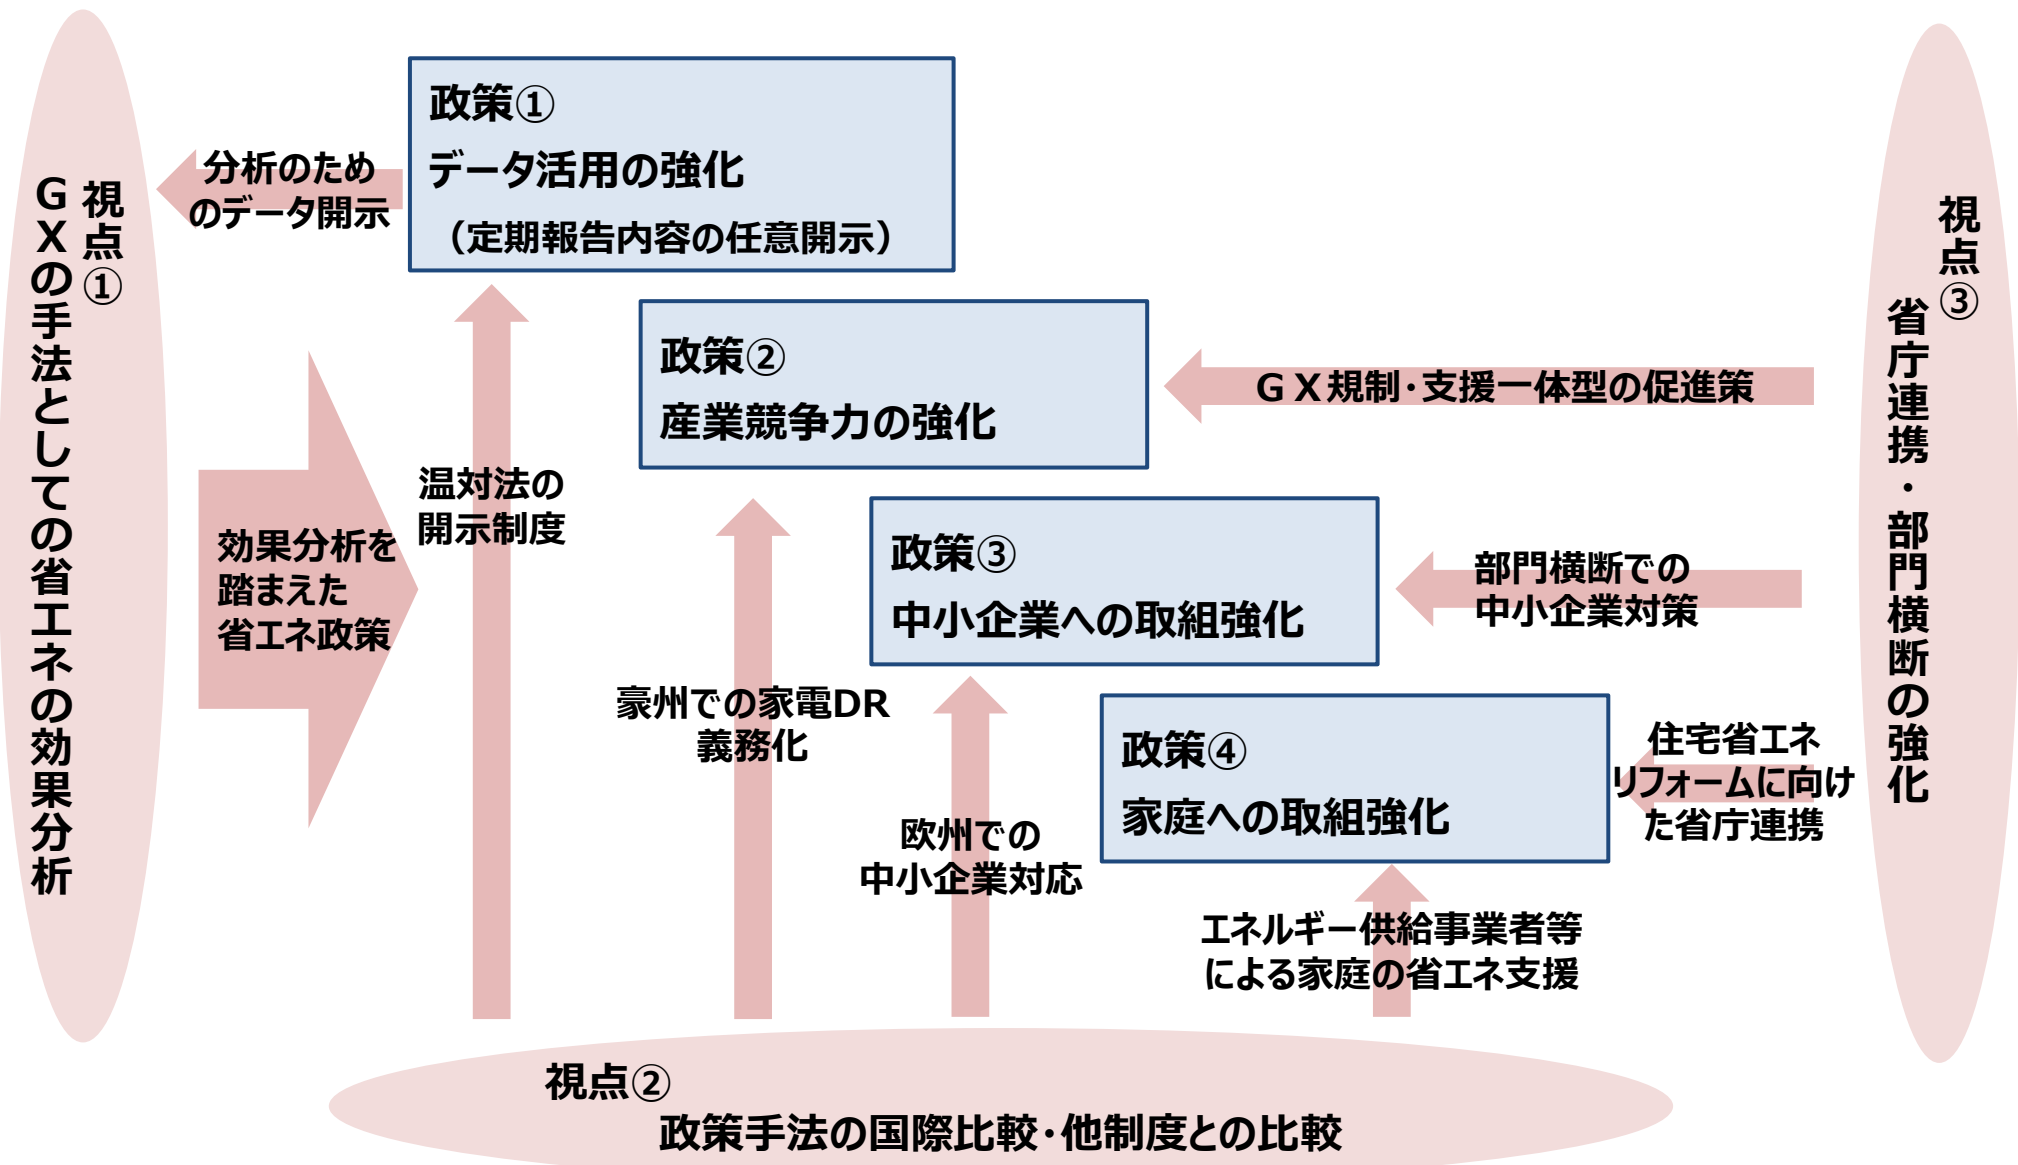 視点①
ＧＸの手法としての省エネの効果分析
分析のため
のデータ開示
政策①
データ活用の強化
（定期報告内容の任意開示）
政策②
産業競争力の強化
ＧＸ規制・支援一体型の促進策
視点③
省庁連携・部門横断の強化
温対法の
開示制度
効果分析を
踏まえた
省エネ政策
政策③
中小企業への取組強化
部門横断での
中小企業対策
豪州での家電DR
義務化
政策④
家庭への取組強化
住宅省エネ
リフォームに向け
た省庁連携
欧州での
中小企業対応
エネルギー供給事業者等
による家庭の省エネ支援
視点②
政策手法の国際比較・他制度との比較